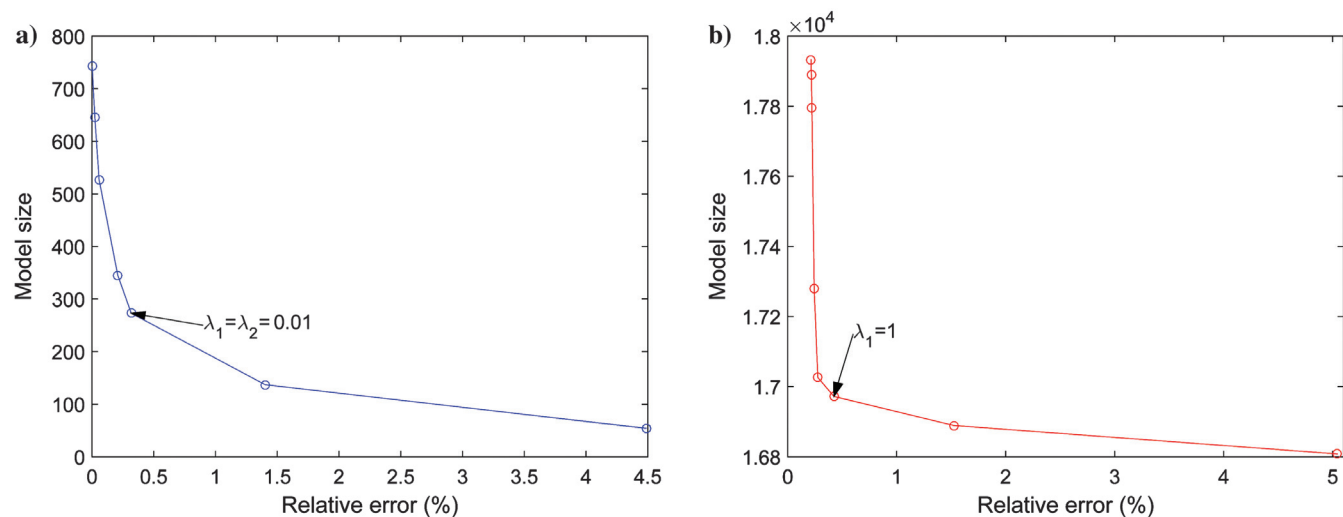 a)
800
700
600
500
400
300
200
100
0
Model size
λ₁=λ₂=0.01
0 0.5 1 1.5 2 2.5 3 3.5 4 4.5
Relative error (%)
b)
×10⁴
1.8
1.78
1.76
1.74
1.72
1.7
1.68
Model size
λ₁=1
0 1 2 3 4 5
Relative error (%)